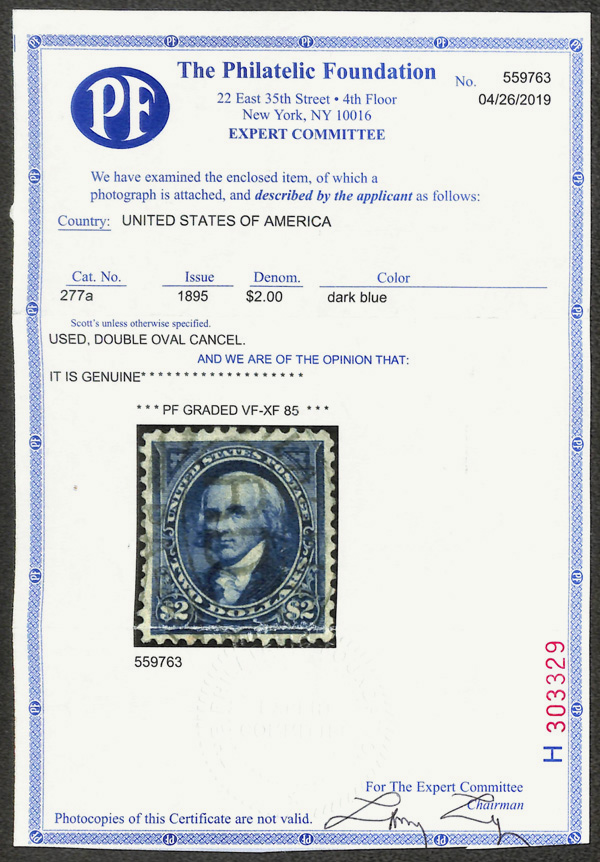 PF
The Philatelic Foundation
22 East 35th Street • 4th Floor
New York, NY 10016
EXPERT COMMITTEE
No. 559763
04/26/2019
We have examined the enclosed item, of which a
photograph is attached, and described by the applicant as follows:
Country: UNITED STATES OF AMERICA
Cat. No. Issue Denom. Color
277a 1895 $2.00 dark blue
Scott's unless otherwise specified.
USED, DOUBLE OVAL CANCEL.
AND WE ARE OF THE OPINION THAT:
IT IS GENUINE* * * * * * * * * * * * * * * * * * *
* * * PF GRADED VF-XF 85 * * *
UNITED STATES POSTAGE
$2 TWO DOLLARS $2
559763
H 303329
For The Expert Committee
Chairman
Photocopies of this Certificate are not valid.